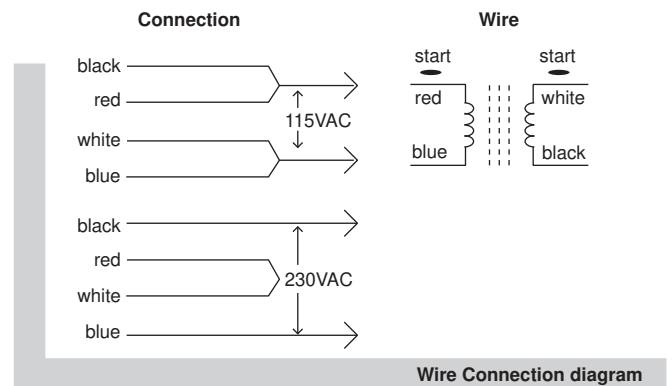 Connection
Wire
black
red
115VAC
white
blue
black
red
230VAC
white
blue
start
start
red
white
blue
black
Wire Connection diagram